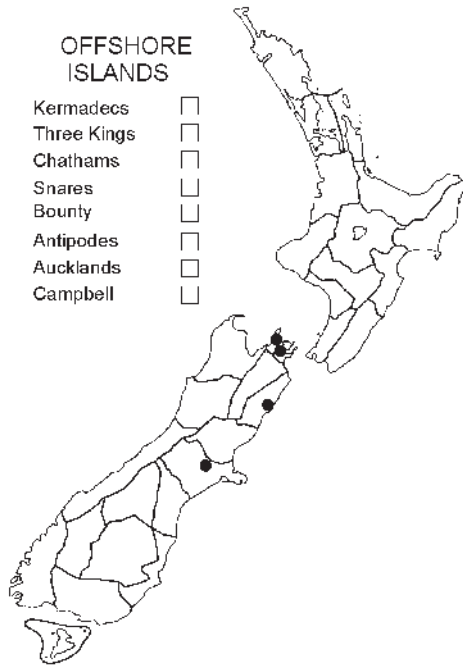 OFFSHORE
ISLANDS
Kermadecs
Three Kings
Chathams
Snares
Bounty
Antipodes
Aucklands
Campbell